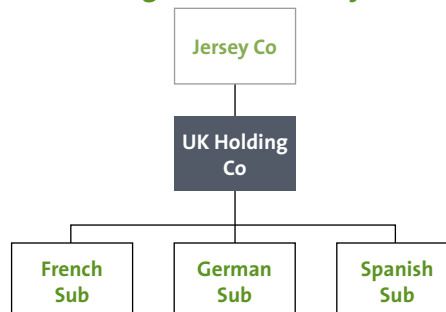 Jersey Co
UK Holding
Co
French
Sub
German
Sub
Spanish
Sub